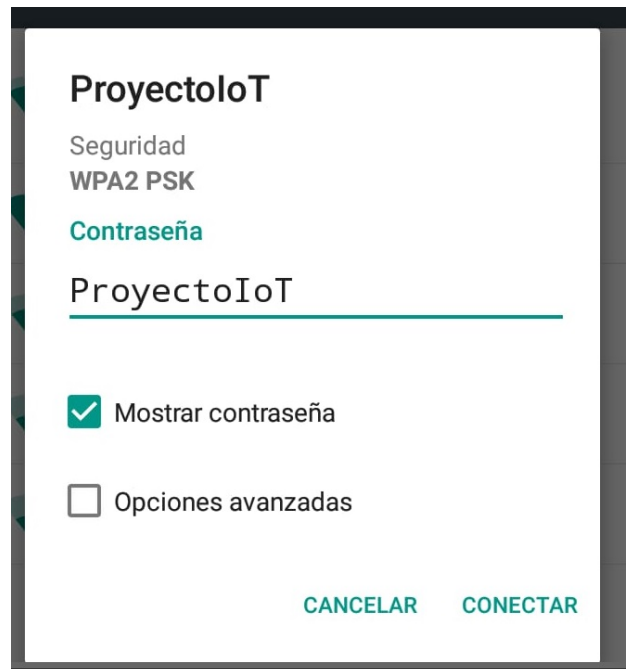 ProyectoIoT
Seguridad
WPA2 PSK
Contraseña
ProyectoIoT
Mostrar contraseña
Opciones avanzadas
CANCELAR CONECTAR